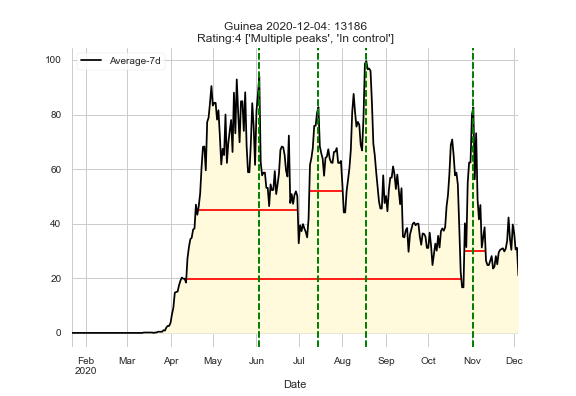 Guinea 2020-12-04: 13186
Rating:4 ['Multiple peaks', 'In control']
Average-7d
100
80
60
40
20
0
Feb Mar Apr May Jun Jul Aug Sep Oct Nov Dec
2020
Date